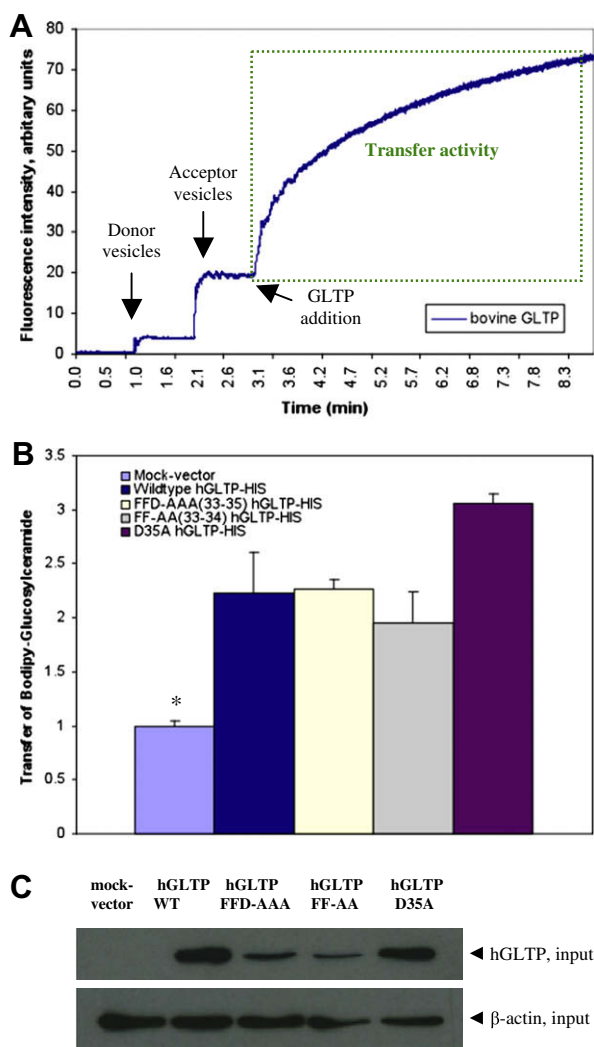 A
Fluorescence intensity, arbitary units
80
70
60
50
40
30
20
10
0
Donor
vesicles
Acceptor
vesicles
Transfer activity
GLTP
addition
bovine GLTP
0.0 0.5 1.0 1.6 2.1 2.6 3.1 3.6 4.2 4.7 5.2 5.7 6.2 6.7 7.3 7.8 8.3
Time (min)
B
Transfer of Bodipy-Glucosylceramide
3.5
3
2.5
2
1.5
1
0.5
0
Mock-vector
Wildtype hGLTP-HIS
FFD-AAA(33-35) hGLTP-HIS
FF-AA(33-34) hGLTP-HIS
D35A hGLTP-HIS
*
C
mock- hGLTP hGLTP hGLTP hGLTP
vector WT FFD-AAA FF-AA D35A
◄ hGLTP, input
◄ β-actin, input